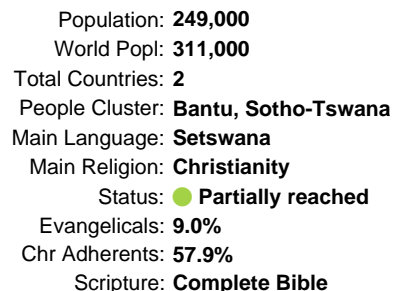 Population: 249,000
World Popl: 311,000
Total Countries: 2
People Cluster: Bantu, Sotho-Tswana
Main Language: Setswana
Main Religion: Christianity
Status: Partially reached
Evangelicals: 9.0%
Chr Adherents: 57.9%
Scripture: Complete Bible